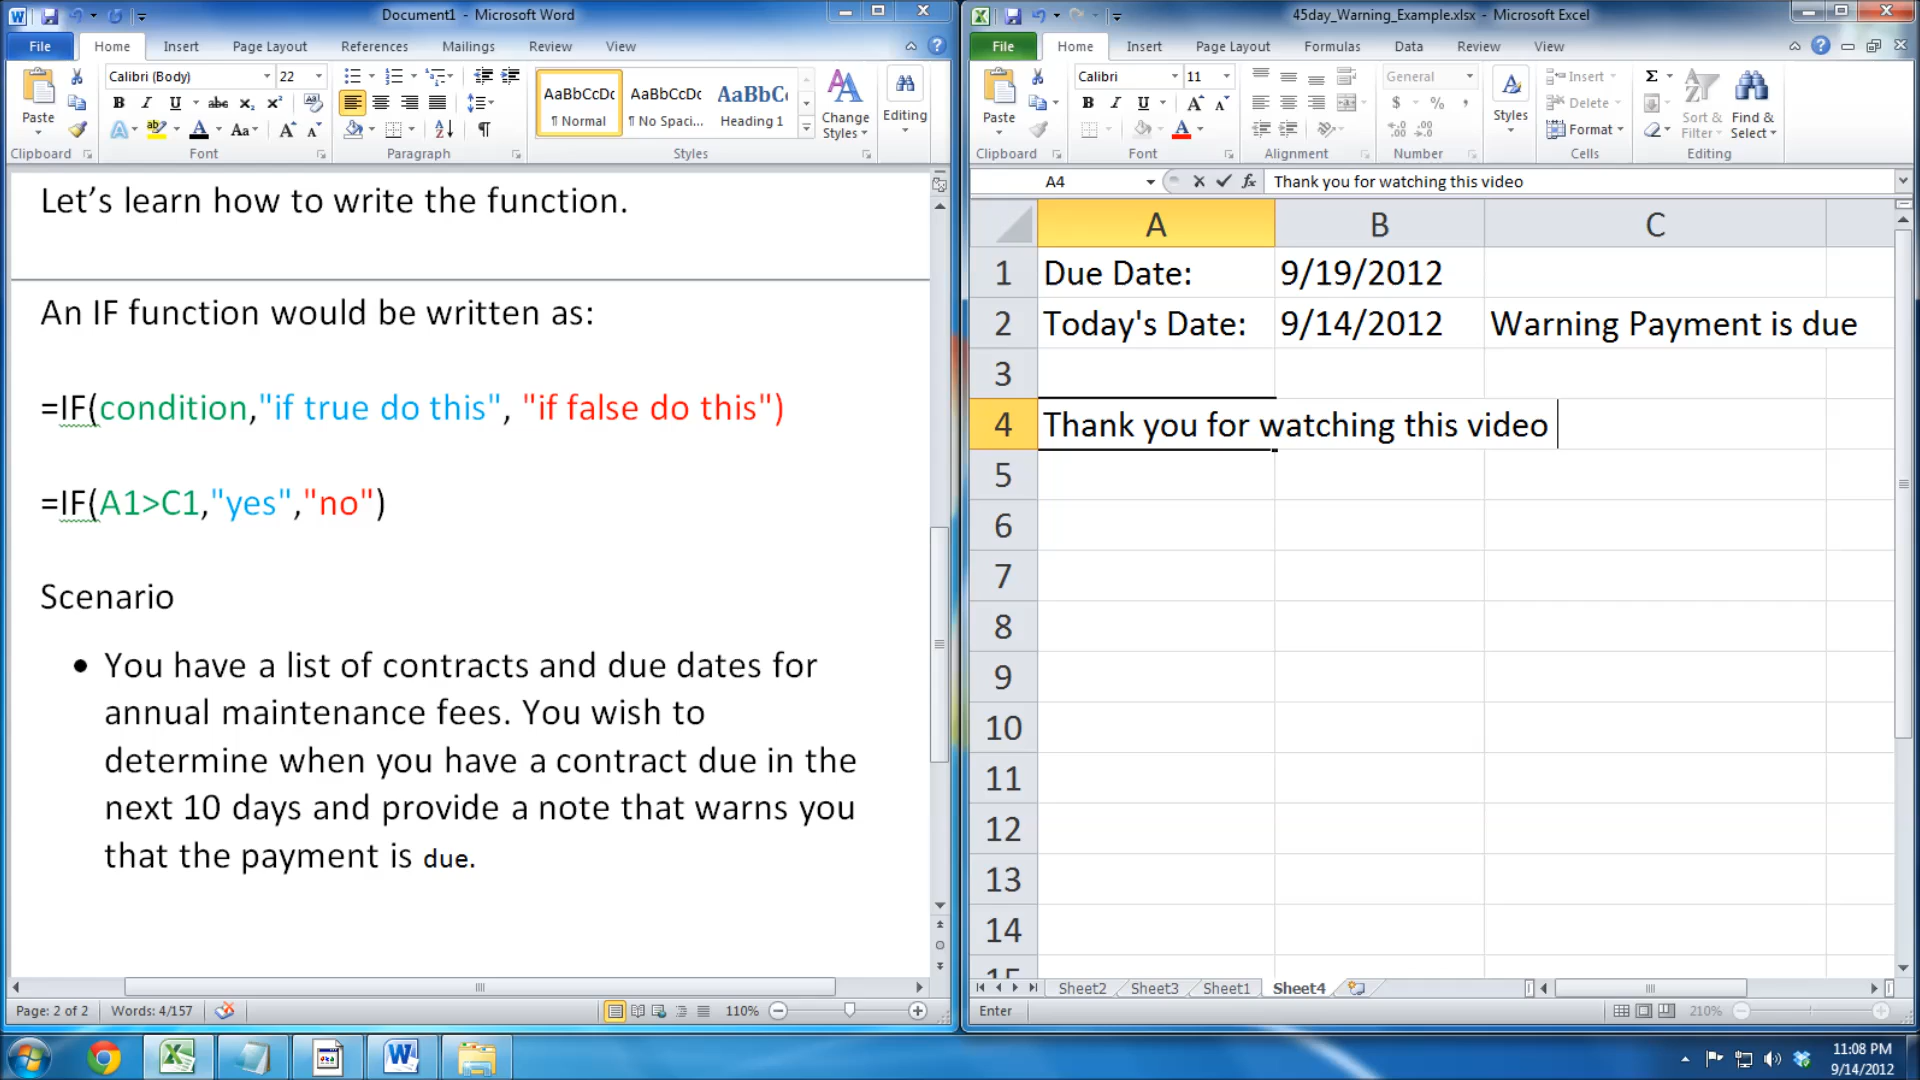 Document1 - Microsoft Word
File Home Insert Page Layout References Mailings Review View
Calibri (Body) 22
Paste
Clipboard
Font
Paragraph
AaBbCcDc AaBbCcDc AaBbC
¶ Normal ¶ No Spaci... Heading 1
Change Styles
Styles
Editing
Let’s learn how to write the function.
An IF function would be written as:
=IF(condition,"if true do this", "if false do this")
=IF(A1>C1,"yes","no")
Scenario
• You have a list of contracts and due dates for
annual maintenance fees. You wish to
determine when you have a contract due in the
next 10 days and provide a note that warns you
that the payment is due.
Page: 2 of 2 Words: 4/157 110%
45day_Warning_Example.xlsx - Microsoft Excel
File Home Insert Page Layout Formulas Data Review View
Calibri 11 General
Paste
Styles
Insert
Delete
Format
Sort & Filter
Find & Select
Clipboard Font Alignment Number Cells Editing
A4 fx Thank you for watching this video
A B C
1 Due Date: 9/19/2012
2 Today's Date: 9/14/2012 Warning Payment is due
3
4 Thank you for watching this video
5
6
7
8
9
10
11
12
13
14
15
Sheet2 Sheet3 Sheet1 Sheet4
Enter 210%
11:08 PM
9/14/2012